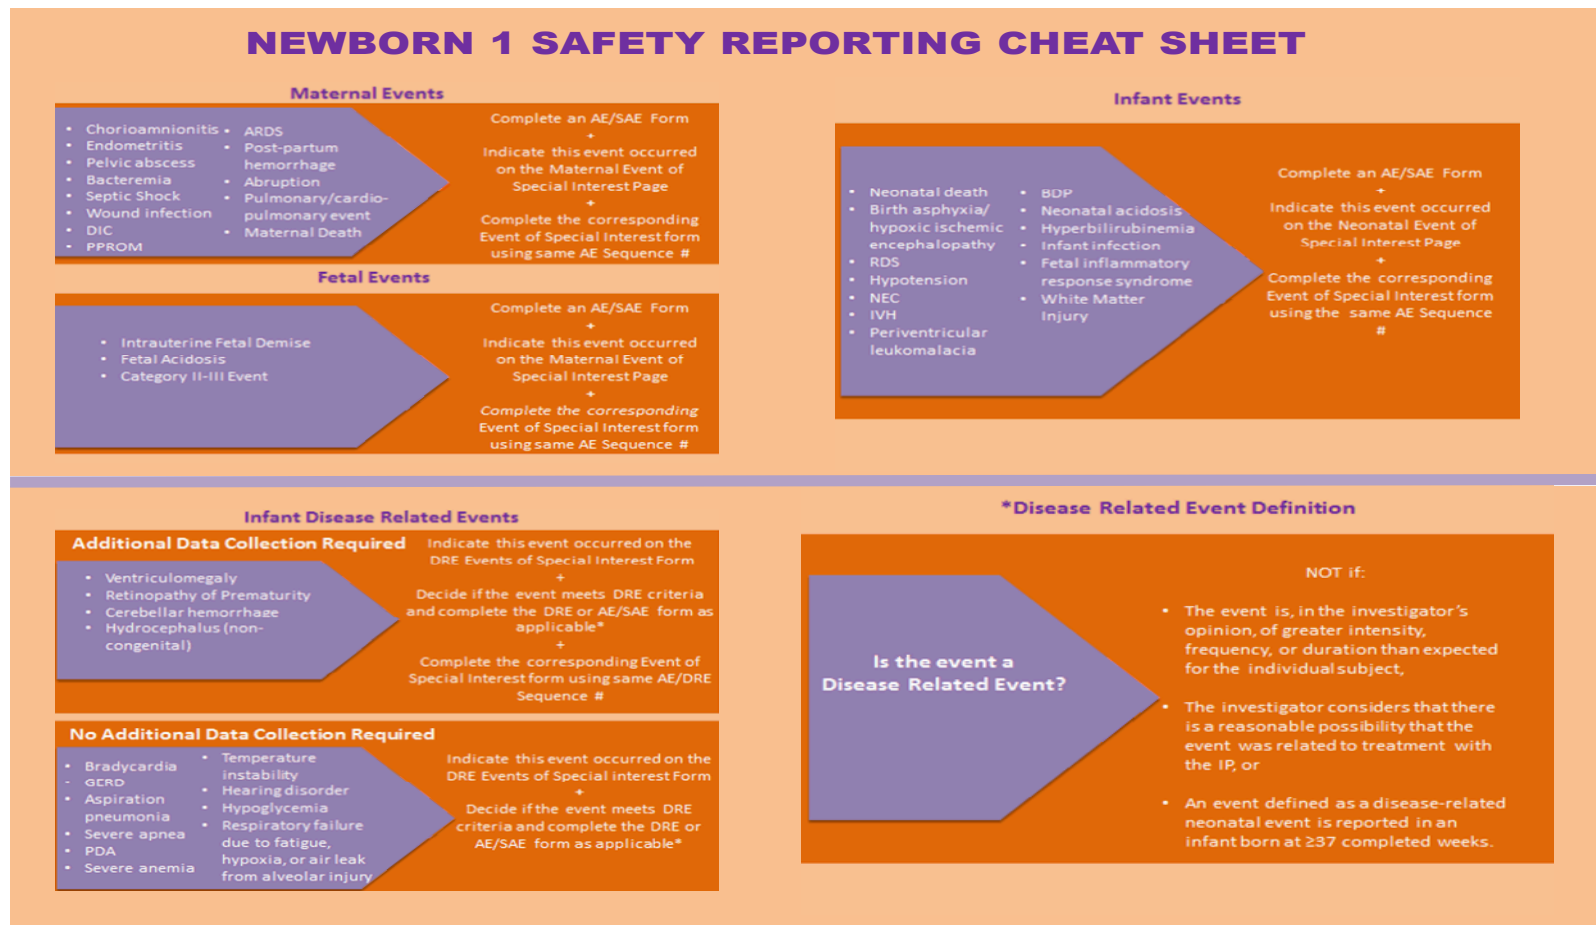 NEWBORN 1 SAFETY REPORTING CHEAT SHEET
Maternal Events
• Chorioamnionitis
• Endometritis
• Pelvic abscess
• Bacteremia
• Septic Shock
• Wound infection
• DIC
• PPROM
• ARDS
• Post-partum
hemorrhage
• Abruption
• Pulmonary/cardio-
pulmonary event
• Maternal Death
Complete an AE/SAE Form
+
Indicate this event occurred
on the Maternal Event of
Special Interest Page
+
Complete the corresponding
Event of Special Interest form
using same AE Sequence #
Fetal Events
• Intrauterine Fetal Demise
• Fetal Acidosis
• Category II-III Event
Complete an AE/SAE Form
+
Indicate this event occurred
on the Maternal Event of
Special Interest Page
+
Complete the corresponding
Event of Special Interest form
using same AE Sequence #
Infant Events
• Neonatal death
• Birth asphyxia/
hypoxic ischemic
encephalopathy
• RDS
• Hypotension
• NEC
• IVH
• Periventricular
leukomalacia
• BDP
• Neonatal acidosis
• Hyperbilirubinemia
• Infant infection
• Fetal inflammatory
response syndrome
• White Matter
Injury
Complete an AE/SAE Form
+
Indicate this event occurred
on the Neonatal Event of
Special Interest Page
+
Complete the corresponding
Event of Special Interest form
using the same AE Sequence
#
Infant Disease Related Events
Additional Data Collection Required
• Ventriculomegaly
• Retinopathy of Prematurity
• Cerebellar hemorrhage
• Hydrocephalus (non-
congenital)
Indicate this event occurred on the
DRE Events of Special Interest Form
+
Decide if the event meets DRE criteria
and complete the DRE or AE/SAE form as
applicable*
+
Complete the corresponding Event of
Special Interest form using same AE/DRE
Sequence #
No Additional Data Collection Required
• Bradycardia
- GERD
• Aspiration
pneumonia
• Severe apnea
• PDA
• Severe anemia
• Temperature
instability
• Hearing disorder
• Hypoglycemia
• Respiratory failure
due to fatigue,
hypoxia, or air leak
from alveolar injury
Indicate this event occurred on the
DRE Events of Special interest Form
+
Decide if the event meets DRE
criteria and complete the DRE or
AE/SAE form as applicable*
*Disease Related Event Definition
Is the event a
Disease Related Event?
NOT if:
• The event is, in the investigator's
opinion, of greater intensity,
frequency, or duration than expected
for the individual subject,
• The investigator considers that there
is a reasonable possibility that the
event was related to treatment with
the IP, or
• An event defined as a disease-related
neonatal event is reported in an
infant born at ≥37 completed weeks.